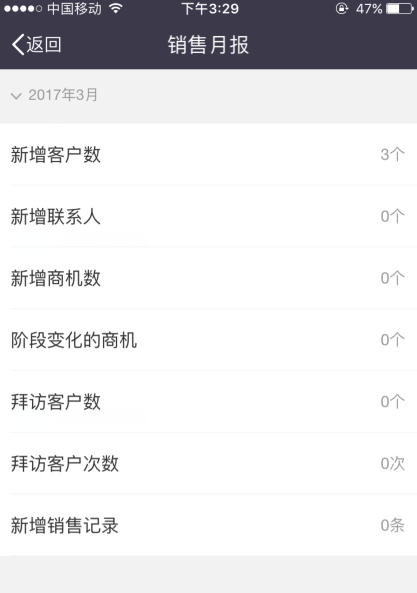 中国移动 下午3:29 47%
返回 销售月报
2017年3月
新增客户数 3个
新增联系人 0个
新增商机数 0个
阶段变化的商机 0个
拜访客户数 0个
拜访客户次数 0次
新增销售记录 0条